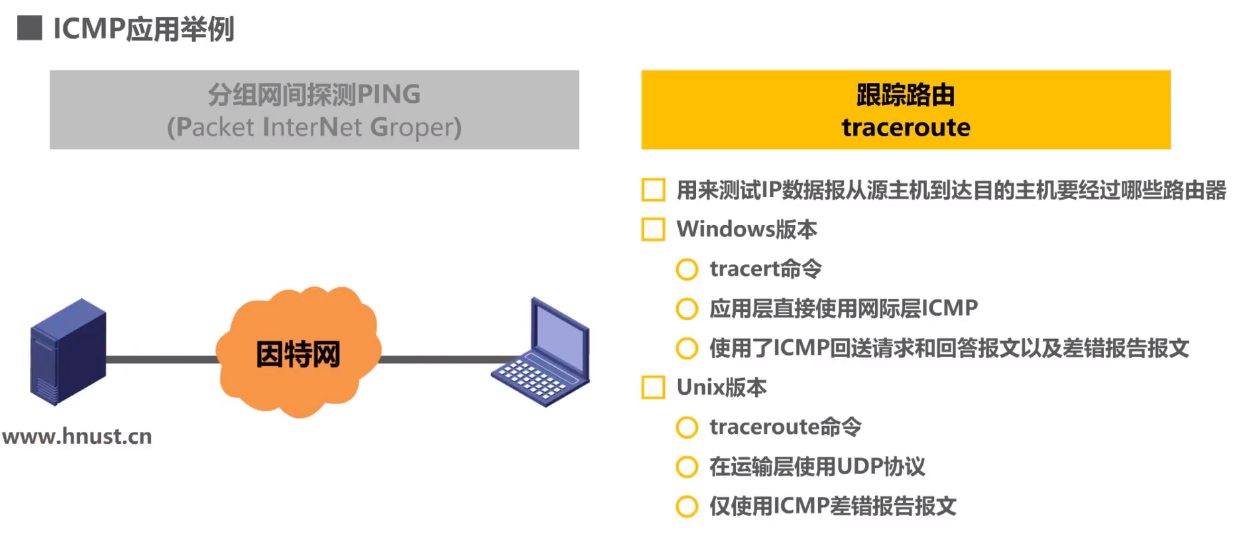 ICMP应用举例
分组网间探测PING
(Packet InterNet Groper)
跟踪路由
traceroute
用来测试IP数据报从源主机到达目的主机要经过哪些路由器
Windows版本
tracert命令
应用层直接使用网际层ICMP
使用了ICMP回送请求和回答报文以及差错报告报文
Unix版本
traceroute命令
在运输层使用UDP协议
仅使用ICMP差错报告报文
因特网
www.hnust.cn